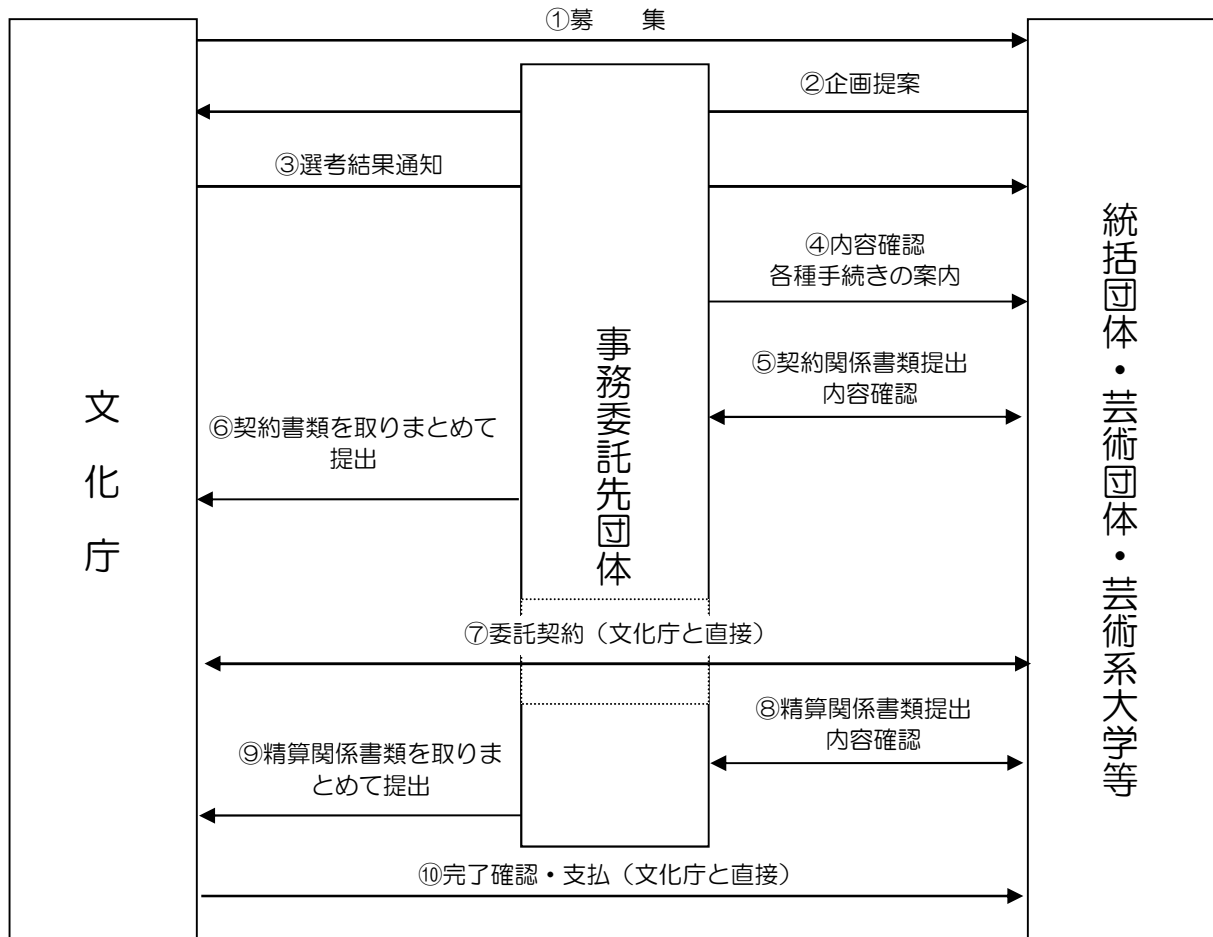 ①募　　集
②企画提案
③選考結果通知
④内容確認
各種手続きの案内
⑤契約関係書類提出
内容確認
⑥契約書類を取りまとめて
提出
⑦委託契約（文化庁と直接）
⑧精算関係書類提出
内容確認
⑨精算関係書類を取りま
とめて提出
⑩完了確認・支払（文化庁と直接）
文化庁
事務委託先団体
統括団体・芸術団体・芸術系大学等